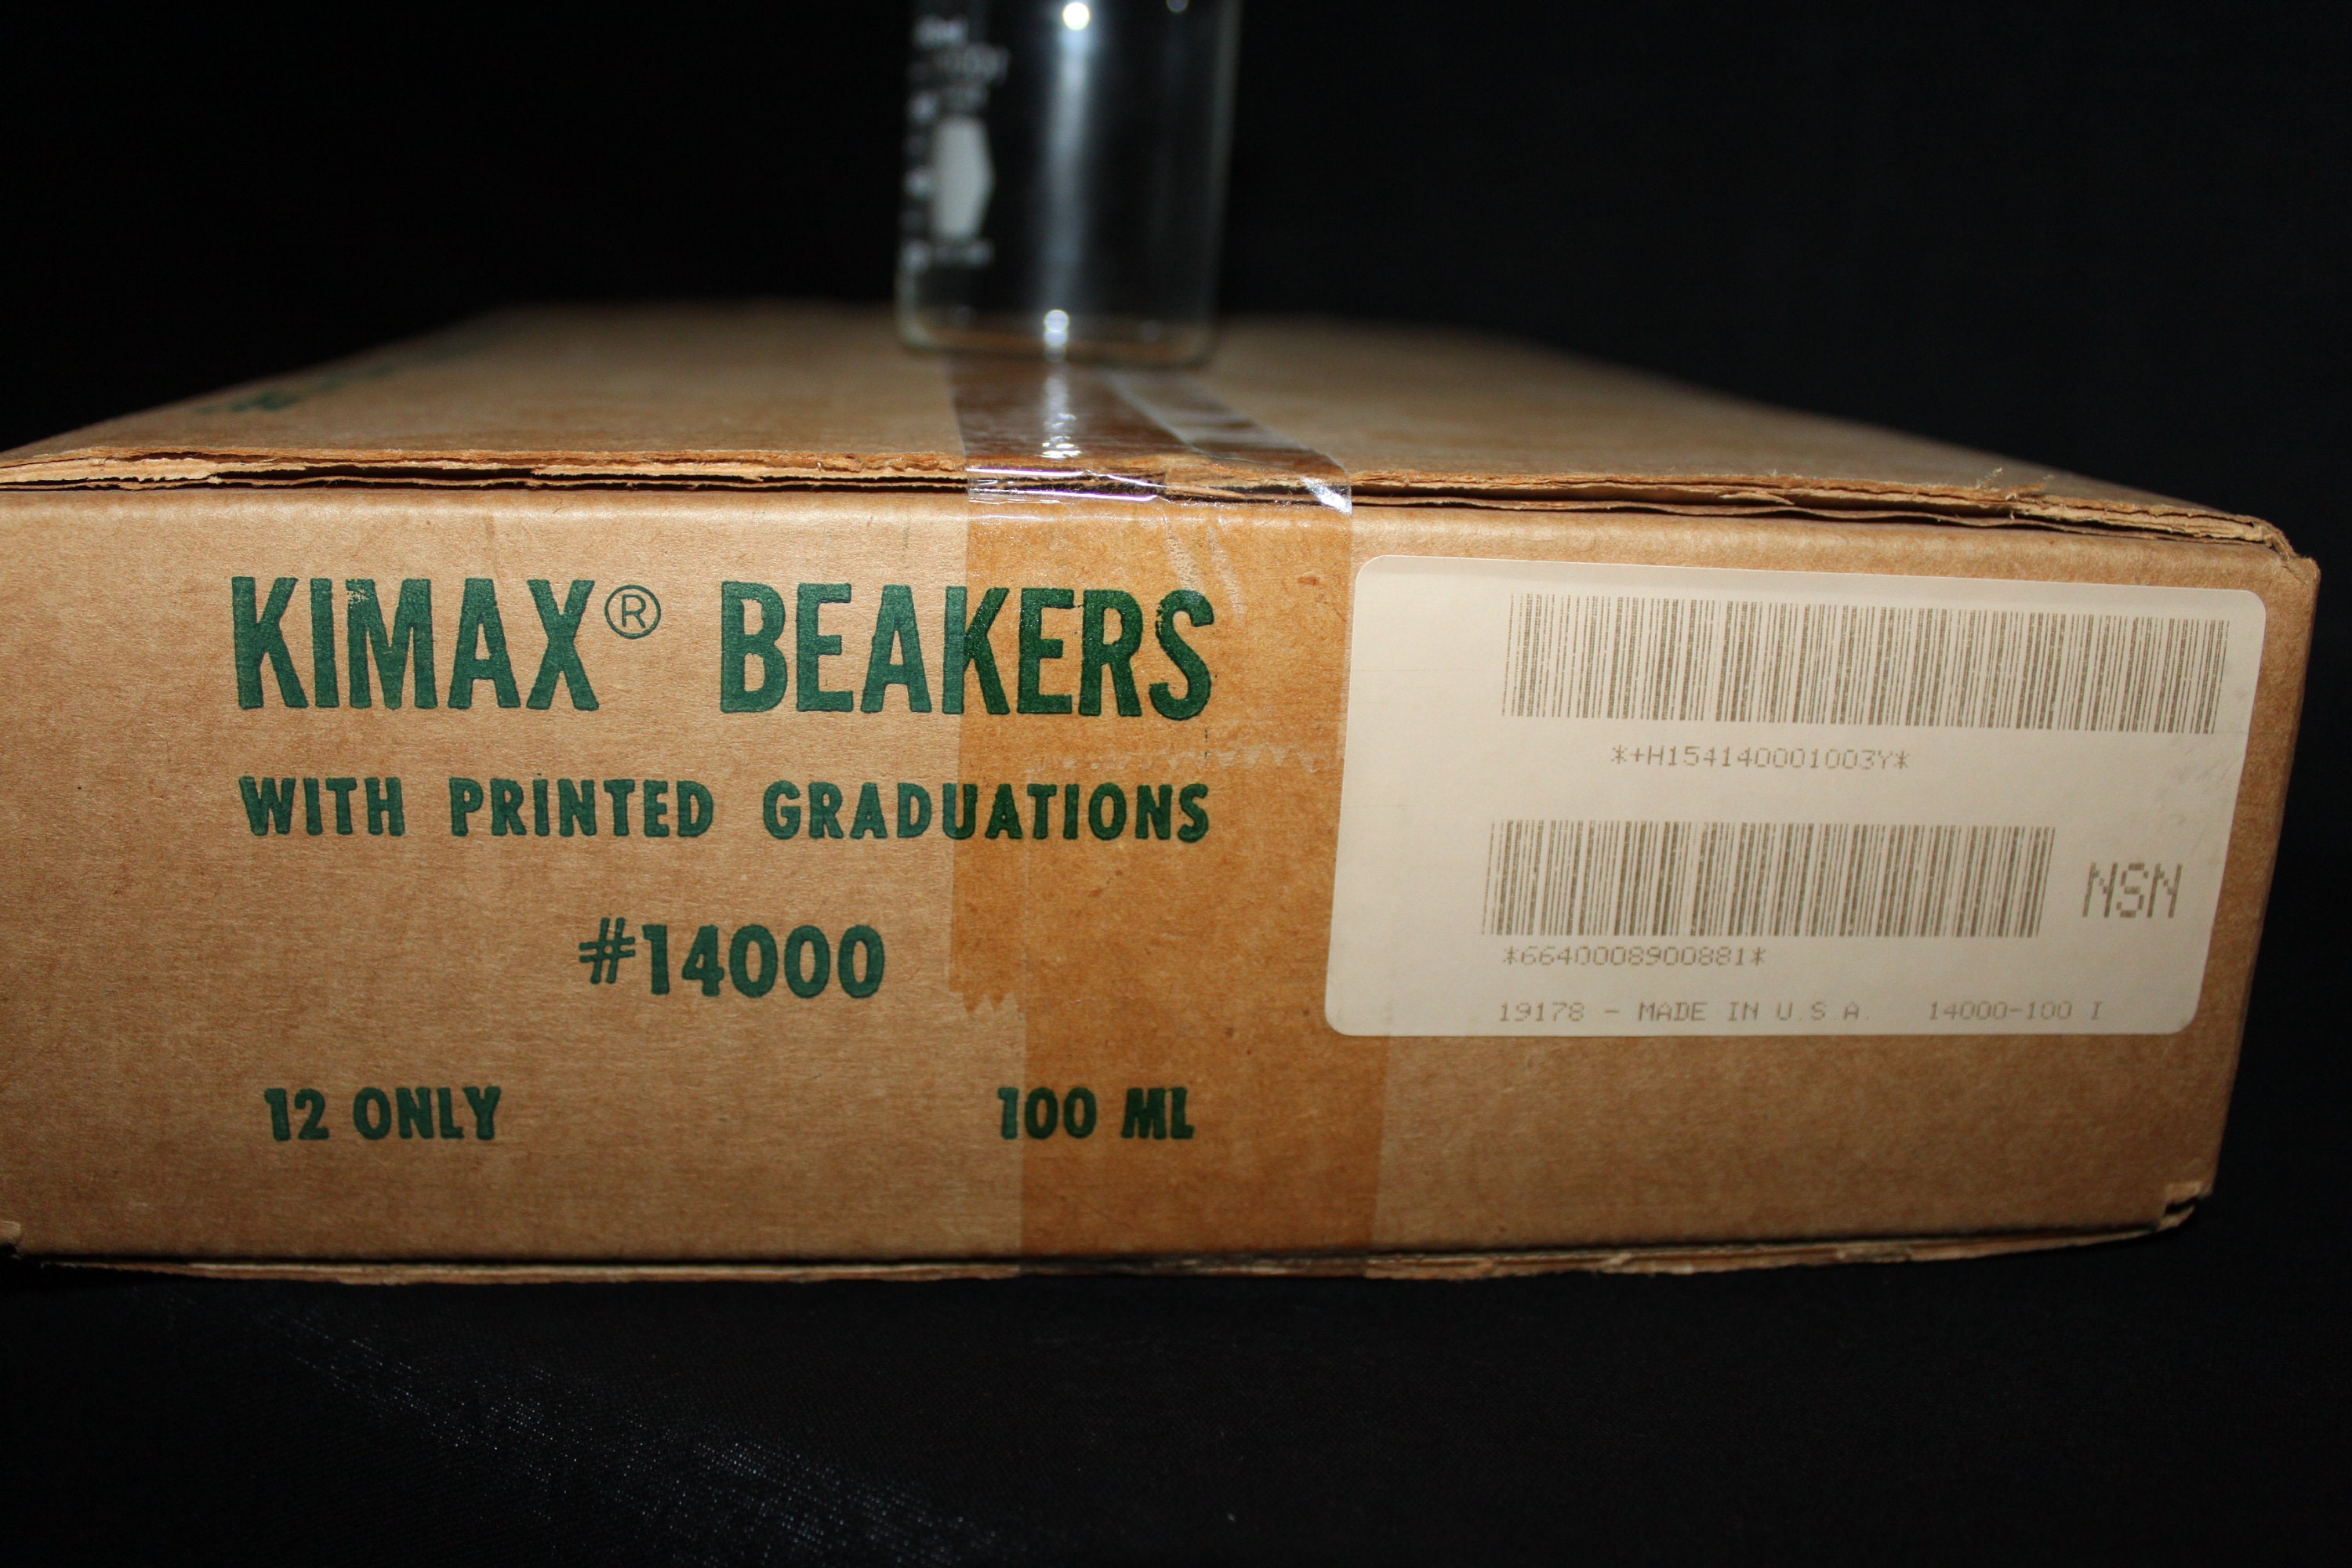 KIMAX® BEAKERS
WITH PRINTED GRADUATIONS
#14000
12 ONLY 100 ML
*+H154140001003Y*
*6640008900881*
NSN
19178 - MADE IN U.S.A. 14000-100 I